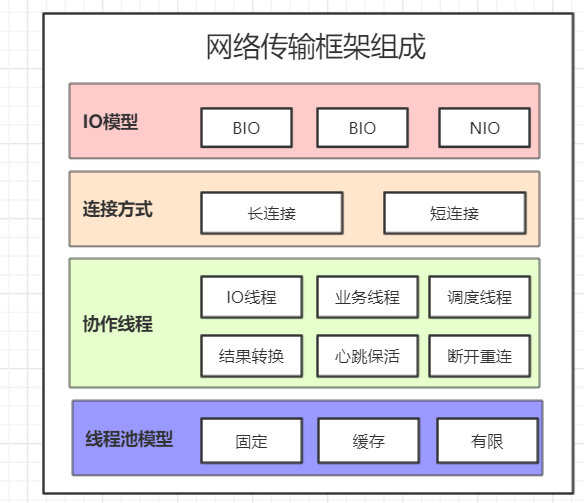 网络传输框架组成
IO模型
BIO
BIO
NIO
连接方式
长连接
短连接
协作线程
IO线程
业务线程
调度线程
结果转换
心跳保活
断开重连
线程池模型
固定
缓存
有限